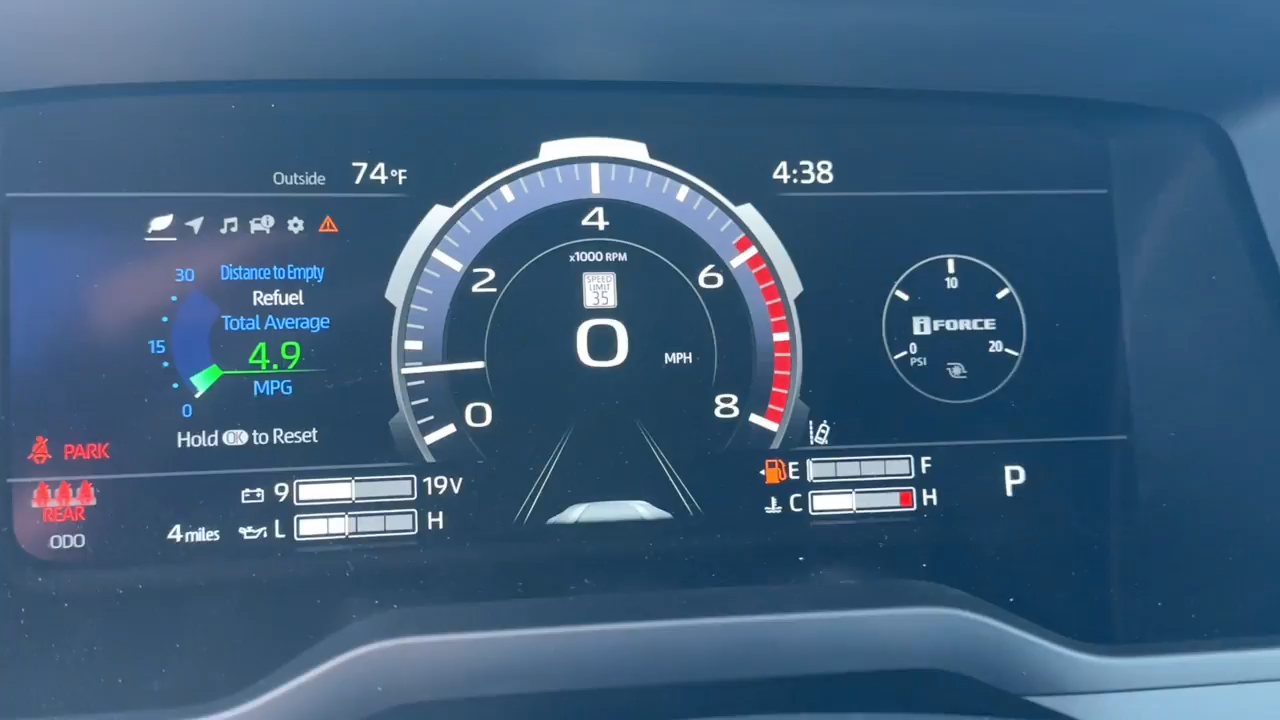 Outside 74°F
4:38
30 Distance to Empty
Refuel
Total Average
15 4.9
MPG
0
Hold OK to Reset
PARK
REAR
ODO
4 miles
9 19V
L H
4
x1000 RPM
2 6
SPEED
LIMIT
35
0
MPH
0 8
10
iFORCE
0 20
PSI
E F
C H
P